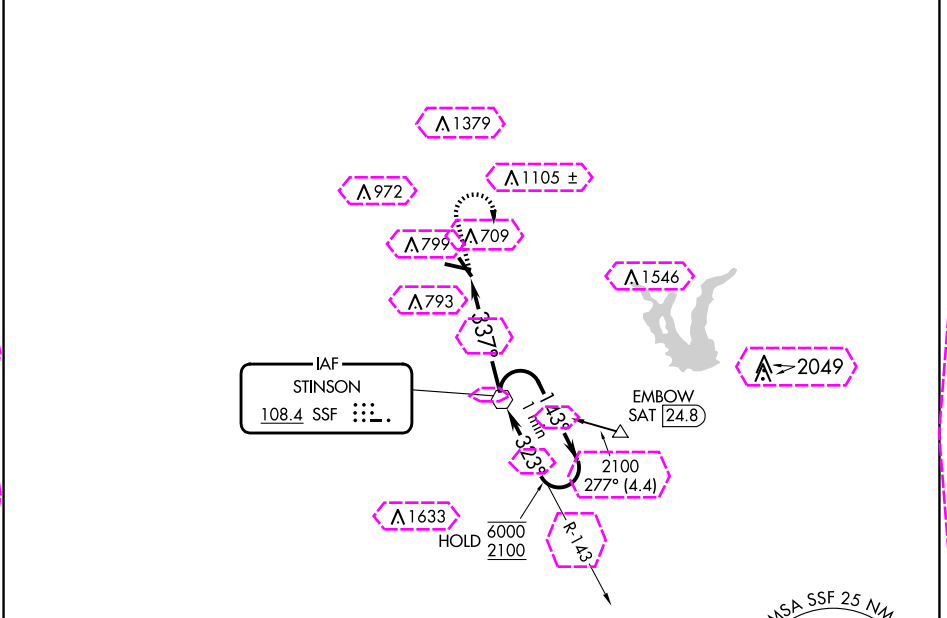 1379
1105 ±
972
709
799
1546
793
337°
2049
IAF
STINSON
108.4 SSF
EMBOW
SAT 24.8
143°
1 min
323°
2100
277° (4.4)
1633
HOLD 6000
2100
R-143
MSA SSF 25 NM